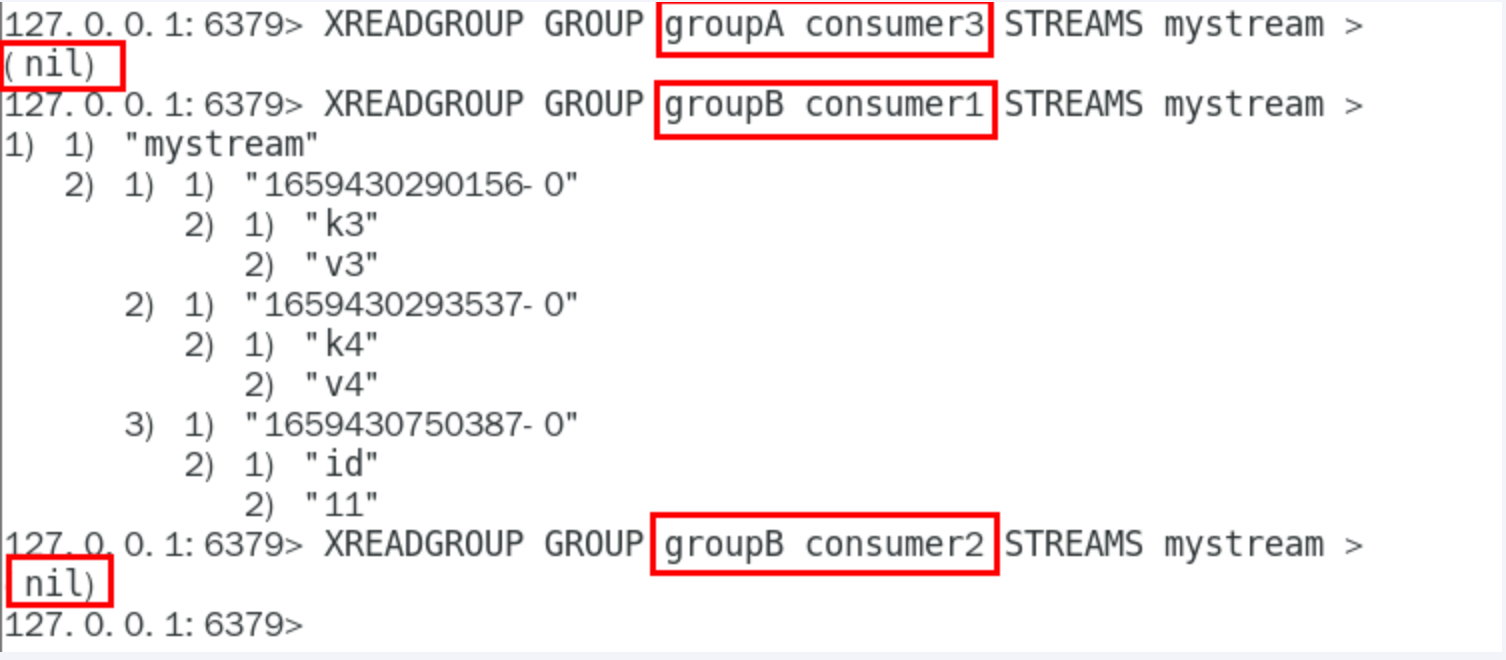 127.0.0.1:6379> XREADGROUP GROUP groupA consumer3 STREAMS mystream >
(nil)
127.0.0.1:6379> XREADGROUP GROUP groupB consumer1 STREAMS mystream >
1) 1) "mystream"
   2) 1) 1) "1659430290156-0"
         2) 1) "k3"
            2) "v3"
      2) 1) "1659430293537-0"
         2) 1) "k4"
            2) "v4"
      3) 1) "1659430750387-0"
         2) 1) "id"
            2) "11"
127.0.0.1:6379> XREADGROUP GROUP groupB consumer2 STREAMS mystream >
nil)
127.0.0.1:6379>